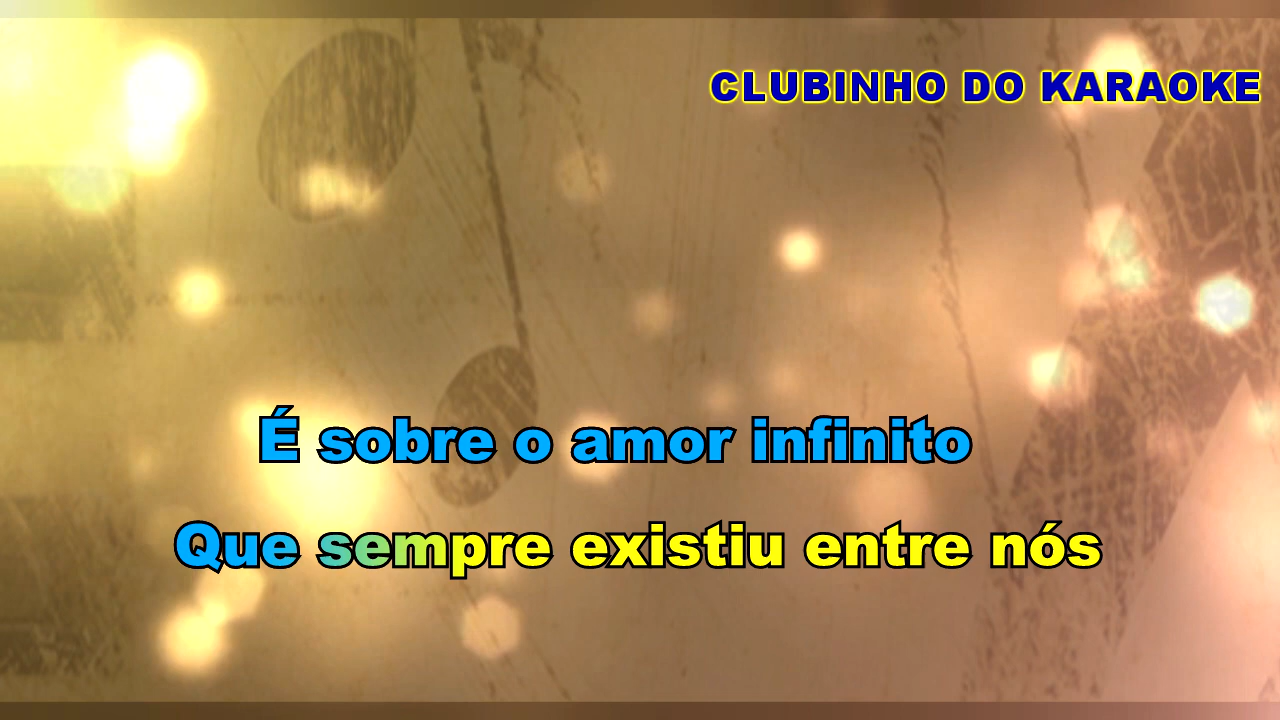 CLUBINHO DO KARAOKE
É sobre o amor infinito
Que sempre existiu entre nós